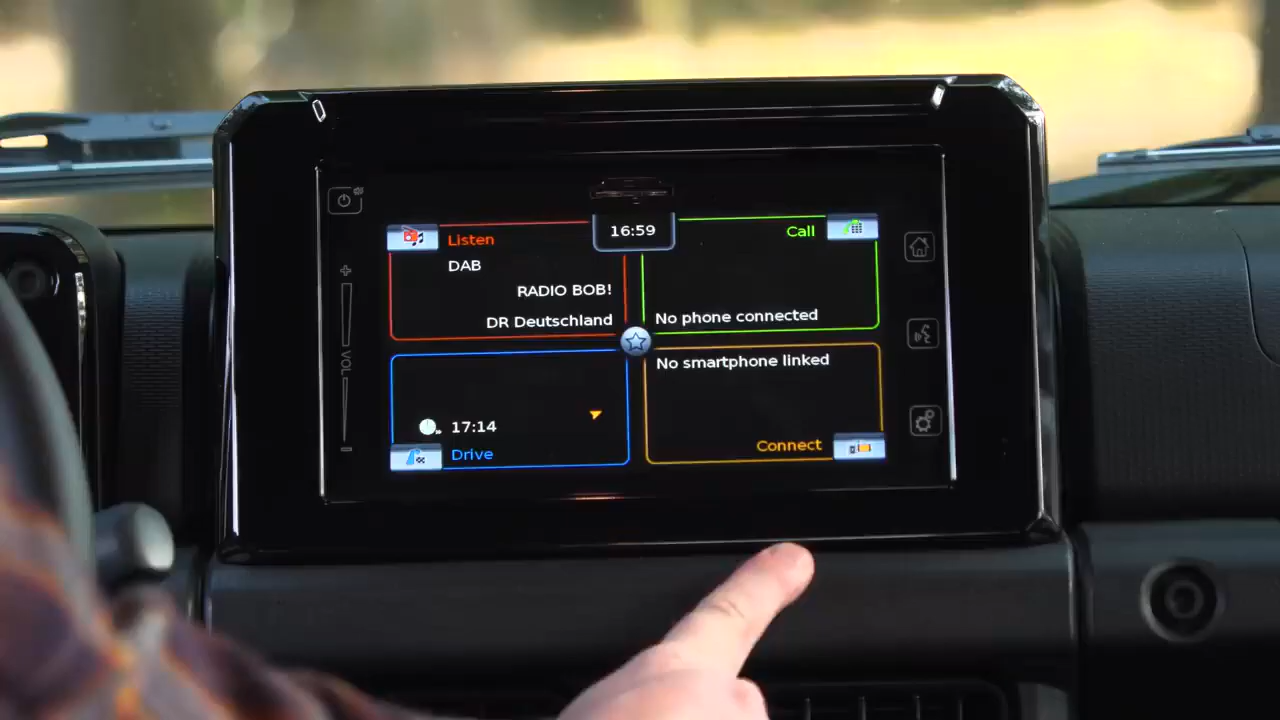 16:59
Listen
DAB
RADIO BOB!
DR Deutschland
Call
No phone connected
VOL
17:14
Drive
No smartphone linked
Connect